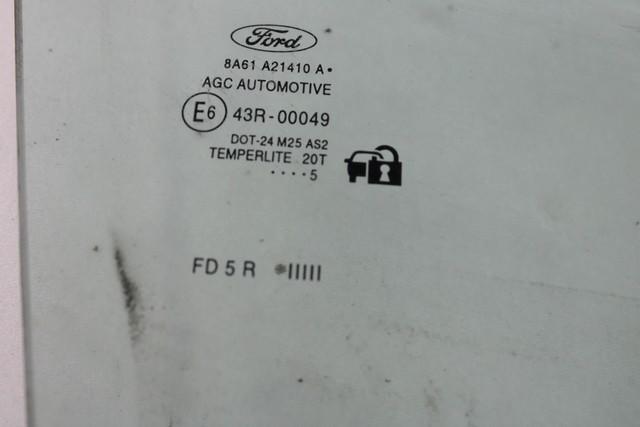 Ford
8A61 A21410 A•
AGC AUTOMOTIVE
E6 43R-00049
DOT-24 M25 AS2
TEMPERLITE 20T
····5
FD 5 R •IIIII